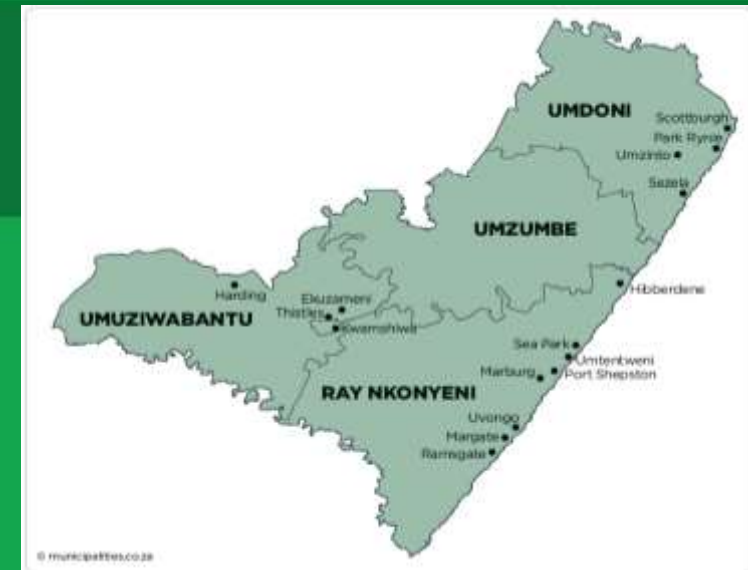 UMDONI
Scottburgh
Park Rynie
Umzinto
Sezela
UMZUMBE
Hibberdene
Harding
Ekuzameni
Thistles
Kwamshiwa
UMUZIWABANTU
Sea Park
Umtentweni
Marburg
Port Shepston
RAY NKONYENI
Uvongo
Margate
Ramsgate
© municipalities.co.za